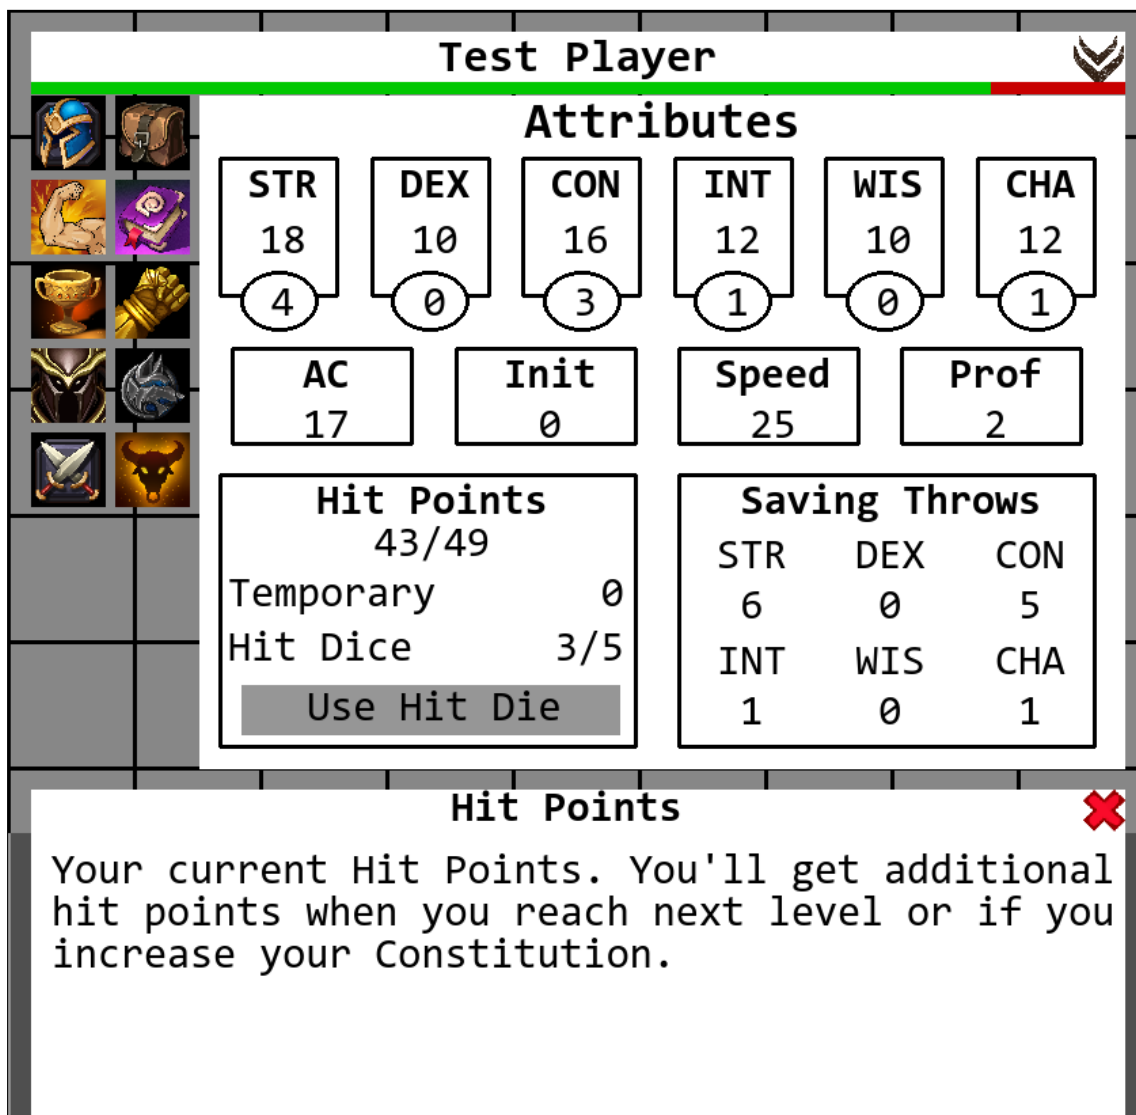 Test Player
Attributes
STR DEX CON INT WIS CHA
18 10 16 12 10 12
4 0 3 1 0 1
AC Init Speed Prof
17 0 25 2
Hit Points
43/49
Temporary 0
Hit Dice 3/5
Use Hit Die
Saving Throws
STR DEX CON
6 0 5
INT WIS CHA
1 0 1
Hit Points
Your current Hit Points. You'll get additional
hit points when you reach next level or if you
increase your Constitution.